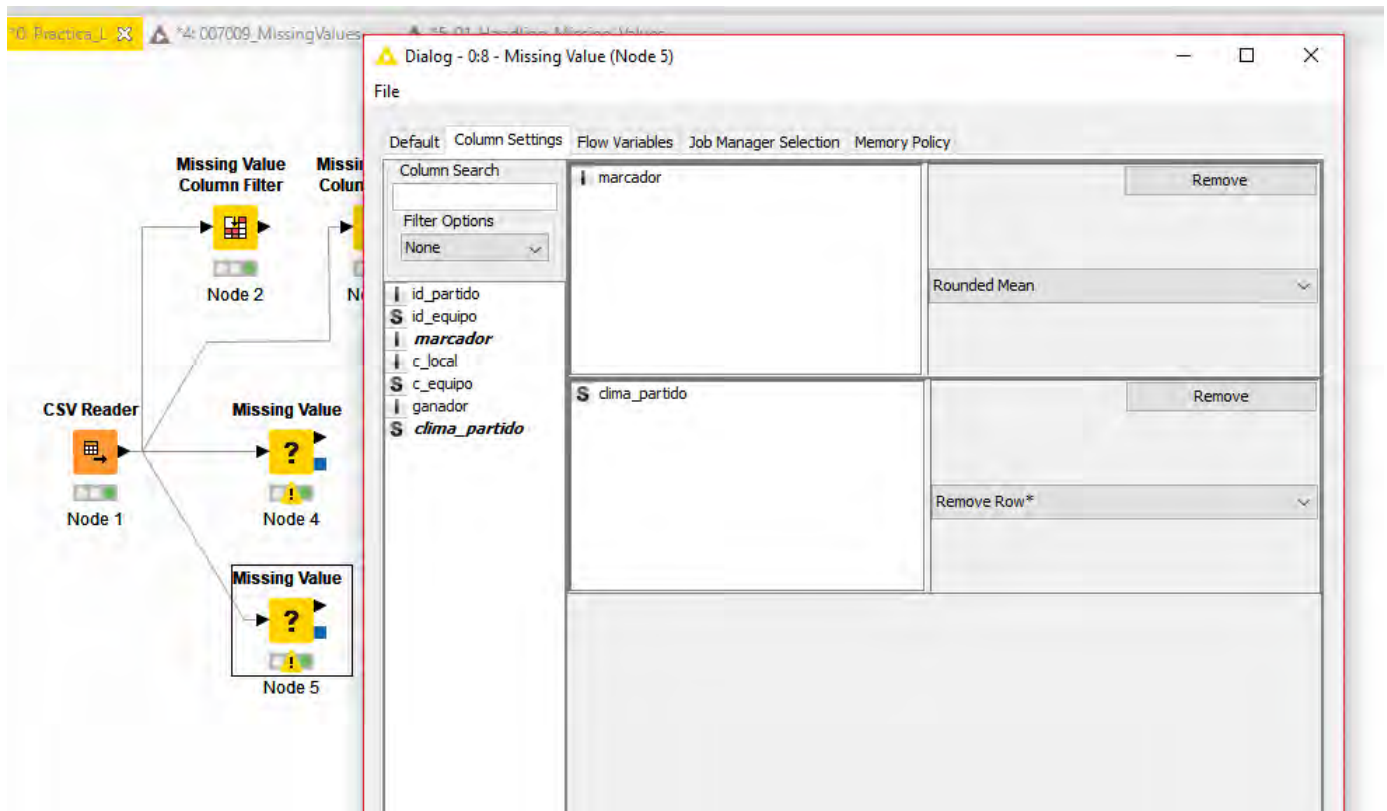 *0: Practica_L
*4: 007009_MissingValues
Dialog - 0:8 - Missing Value (Node 5)
File
Default Column Settings Flow Variables Job Manager Selection Memory Policy
Column Search
Filter Options
None
id_partido
S id_equipo
marcador
c_local
S c_equipo
ganador
S clima_partido
marcador
Remove
Rounded Mean
S clima_partido
Remove
Remove Row*
Missing Value
Column Filter
Node 2
CSV Reader
Node 1
Missing Value
?
Node 4
Missing Value
?
Node 5